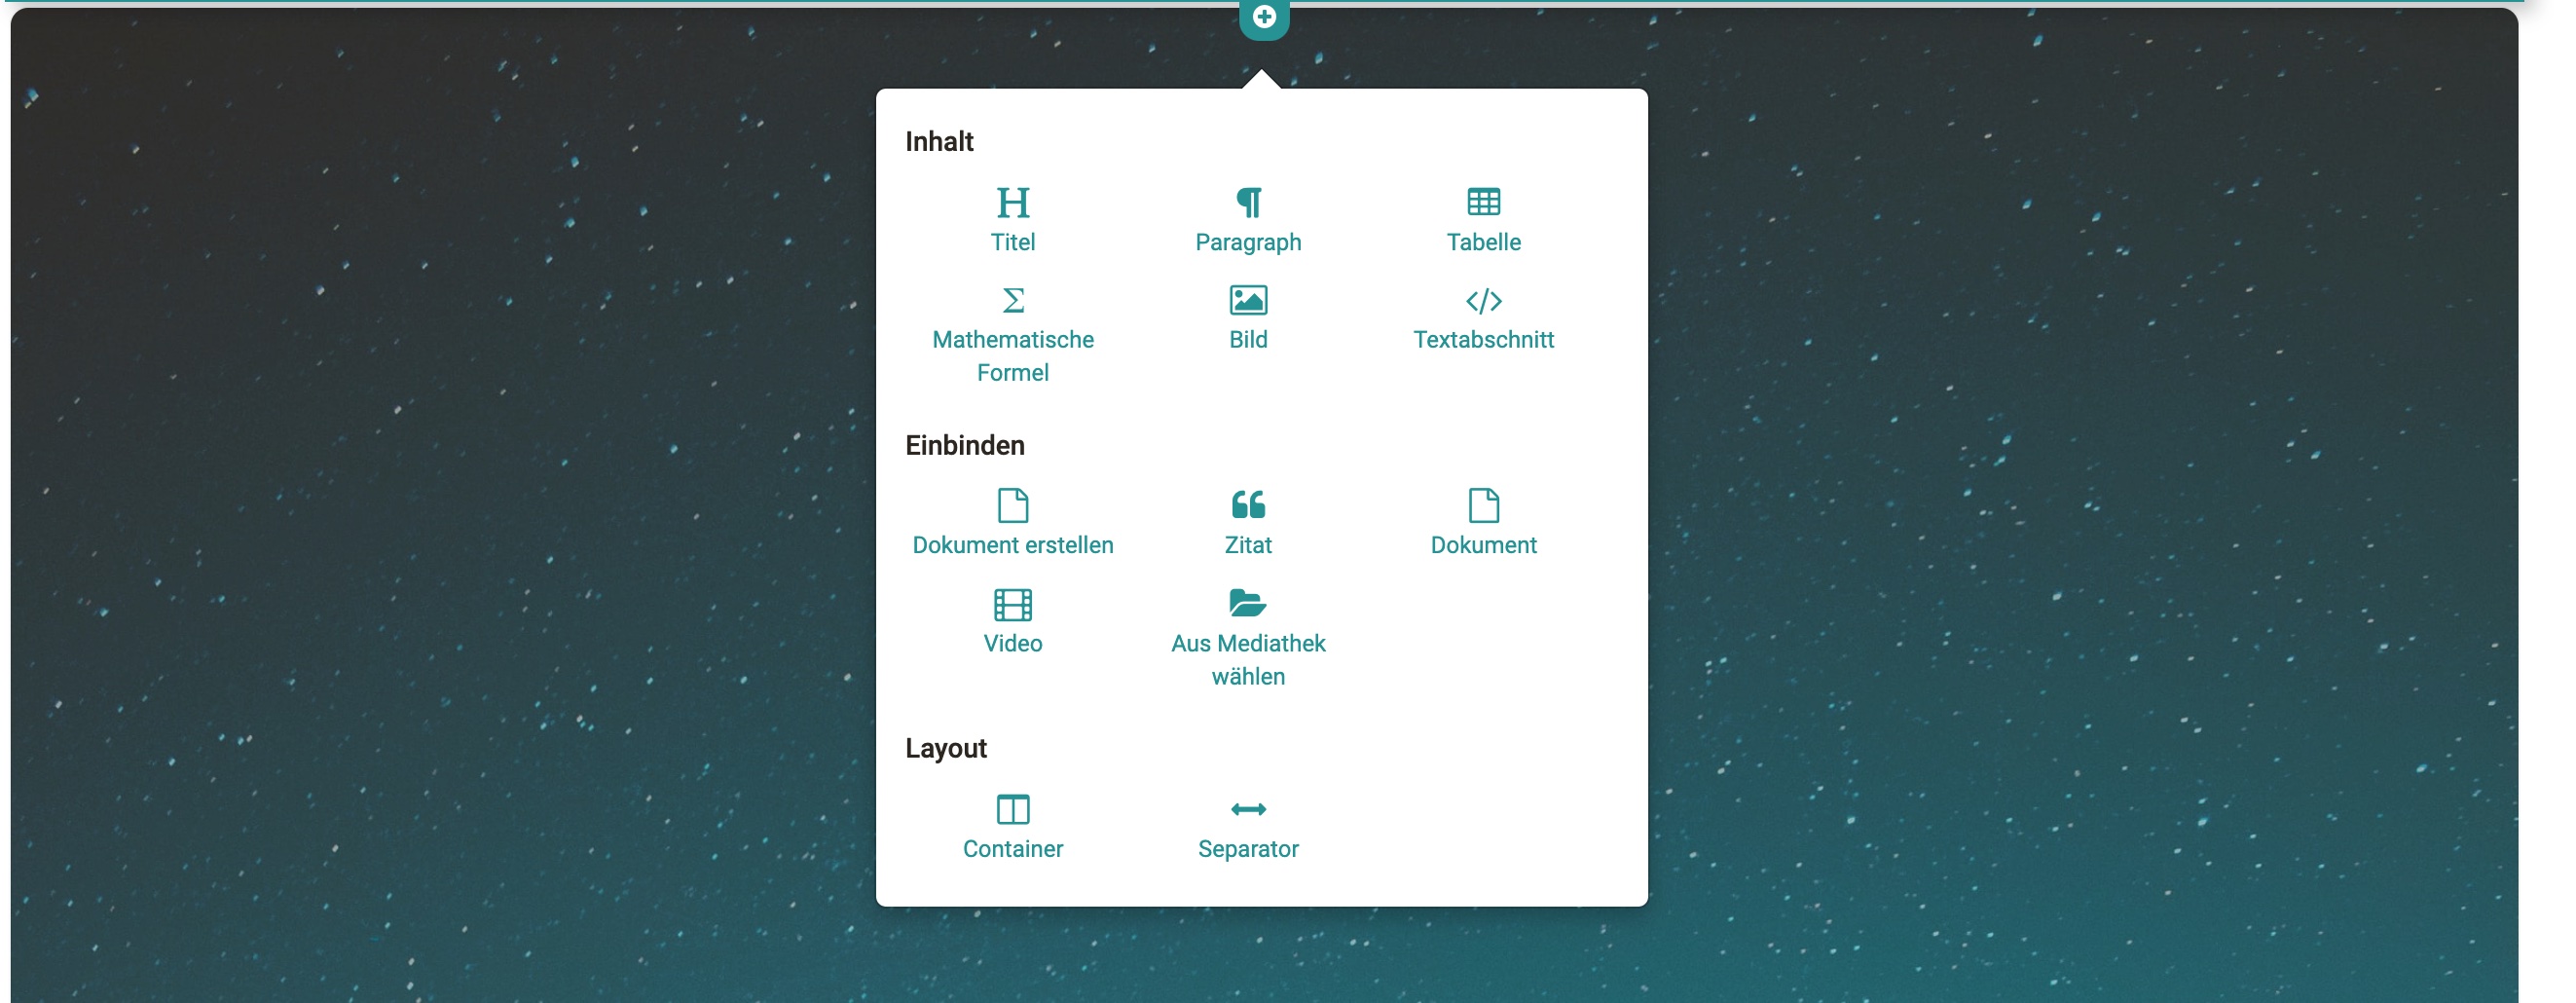 Inhalt
Titel
Paragraph
Tabelle
Mathematische
Formel
Bild
Textabschnitt
Einbinden
Dokument erstellen
Zitat
Dokument
Video
Aus Mediathek
wählen
Layout
Container
Separator